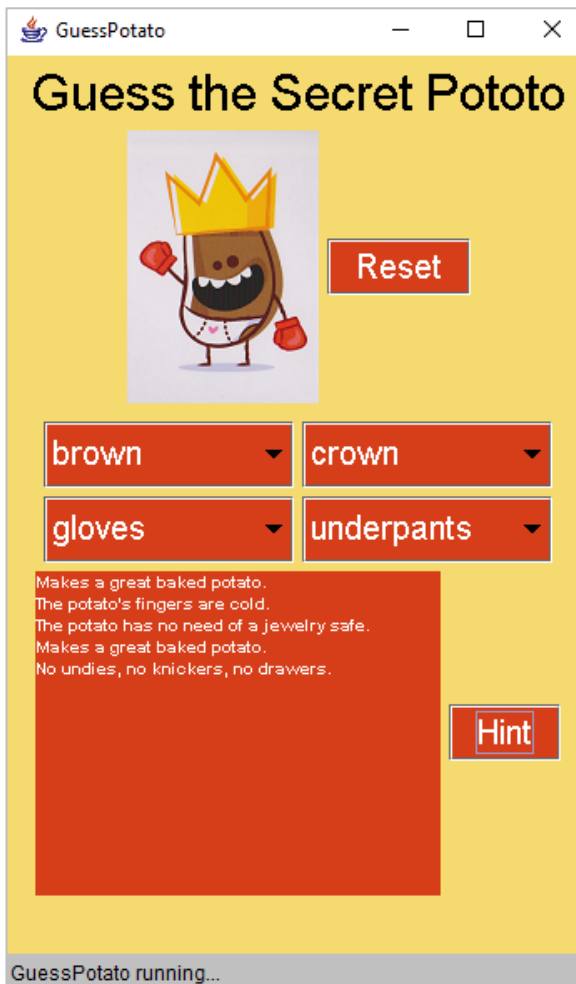 GuessPotato
Guess the Secret Pototo
Reset
brown
crown
gloves
underpants
Makes a great baked potato.
The potato's fingers are cold.
The potato has no need of a jewelry safe.
Makes a great baked potato.
No undies, no knickers, no drawers.
Hint
GuessPotato running...